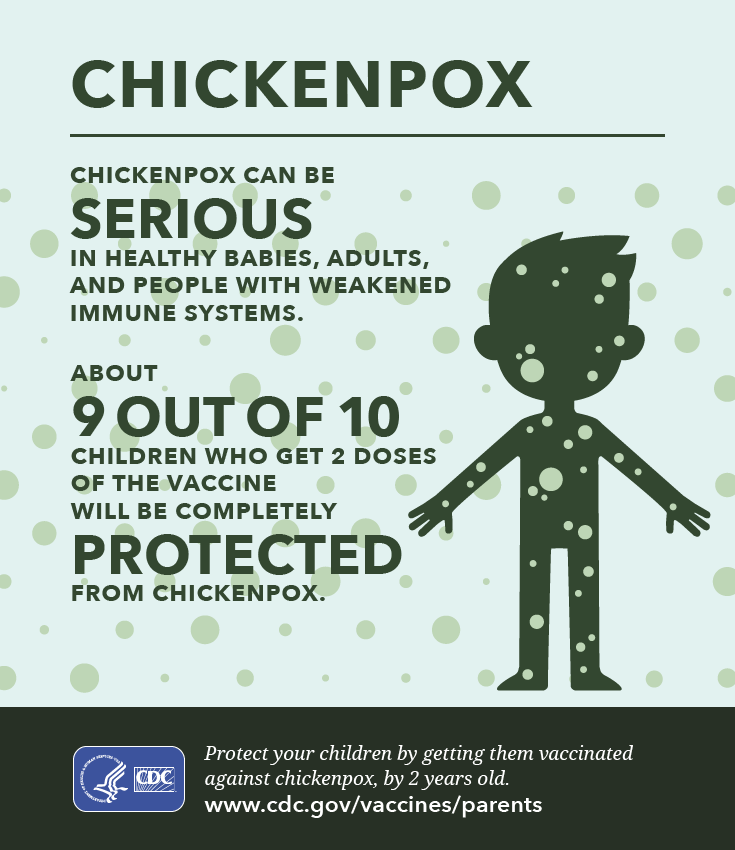 CHICKENPOX
CHICKENPOX CAN BE
SERIOUS
IN HEALTHY BABIES, ADULTS,
AND PEOPLE WITH WEAKENED
IMMUNE SYSTEMS.
ABOUT
9 OUT OF 10
CHILDREN WHO GET 2 DOSES
OF THE VACCINE
WILL BE COMPLETELY
PROTECTED
FROM CHICKENPOX.
CDC
Protect your children by getting them vaccinated
against chickenpox, by 2 years old.
www.cdc.gov/vaccines/parents